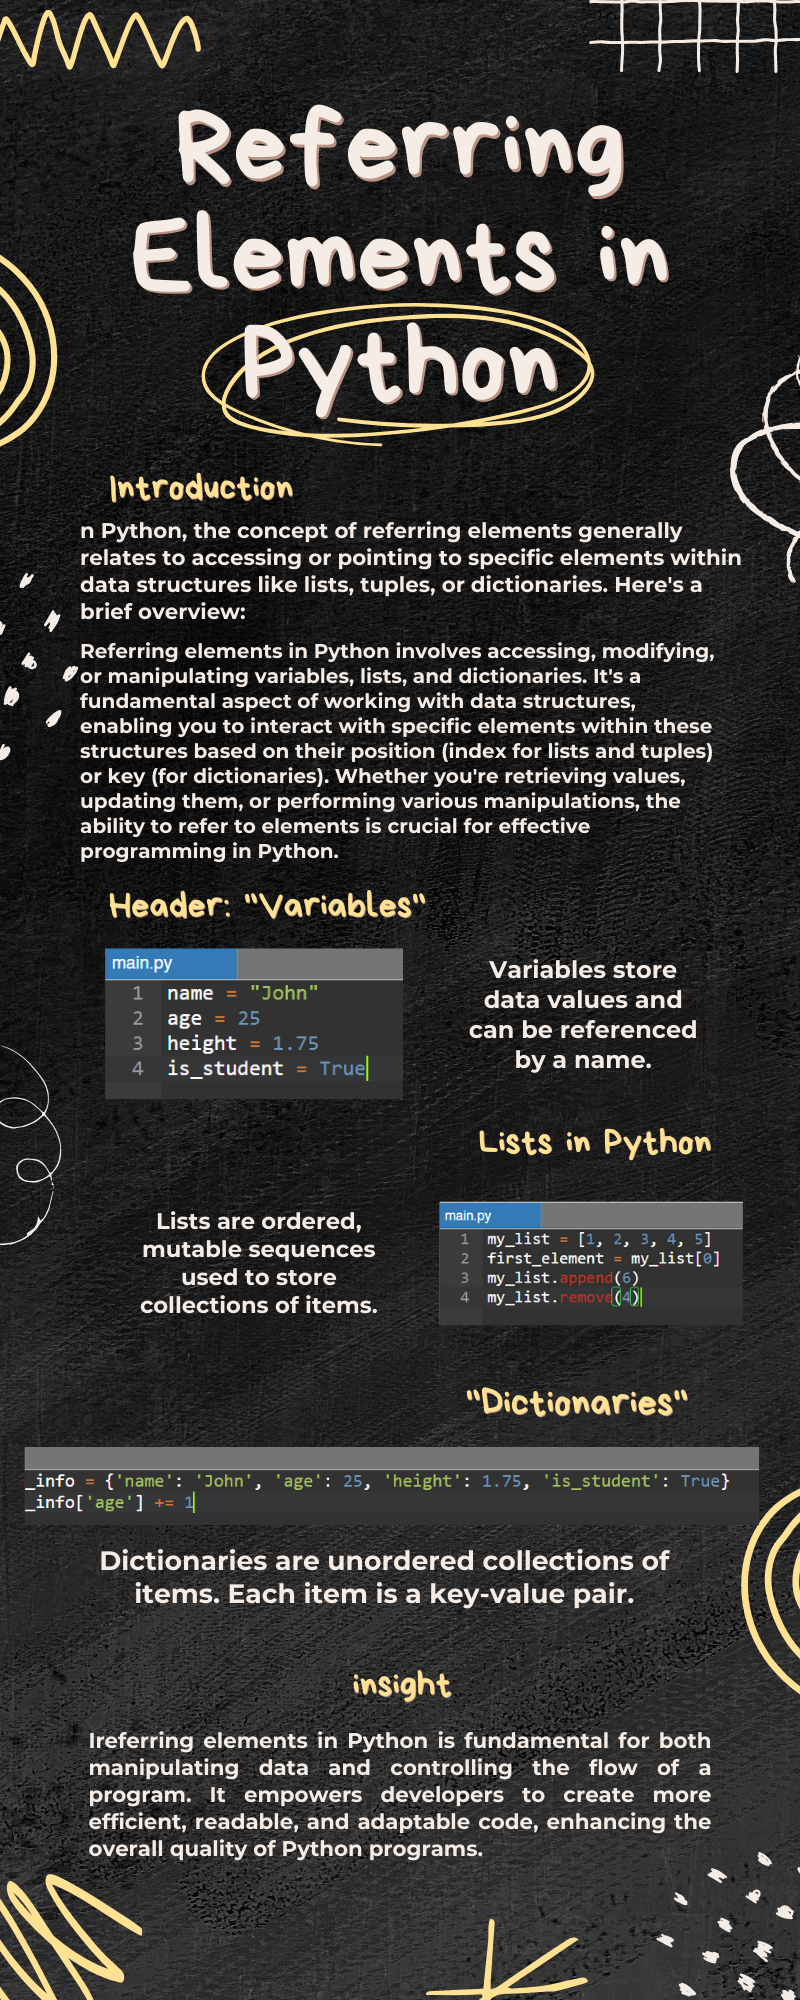 Referring
Elements in
Python
Introduction
n Python, the concept of referring elements generally
relates to accessing or pointing to specific elements within
data structures like lists, tuples, or dictionaries. Here's a
brief overview:
Referring elements in Python involves accessing, modifying,
or manipulating variables, lists, and dictionaries. It's a
fundamental aspect of working with data structures,
enabling you to interact with specific elements within these
structures based on their position (index for lists and tuples)
or key (for dictionaries). Whether you're retrieving values,
updating them, or performing various manipulations, the
ability to refer to elements is crucial for effective
programming in Python.
Header: "Variables"
main.py
1 name = "John"
2 age = 25
3 height = 1.75
4 is_student = True
Variables store
data values and
can be referenced
by a name.
Lists in Python
Lists are ordered,
mutable sequences
used to store
collections of items.
main.py
1 my_list = [1, 2, 3, 4, 5]
2 first_element = my_list[0]
3 my_list.append(6)
4 my_list.remove(4)
"Dictionaries"
_info = {'name': 'John', 'age': 25, 'height': 1.75, 'is_student': True}
_info['age'] += 1
Dictionaries are unordered collections of
items. Each item is a key-value pair.
insight
Ireferring elements in Python is fundamental for both
manipulating data and controlling the flow of a
program. It empowers developers to create more
efficient, readable, and adaptable code, enhancing the
overall quality of Python programs.